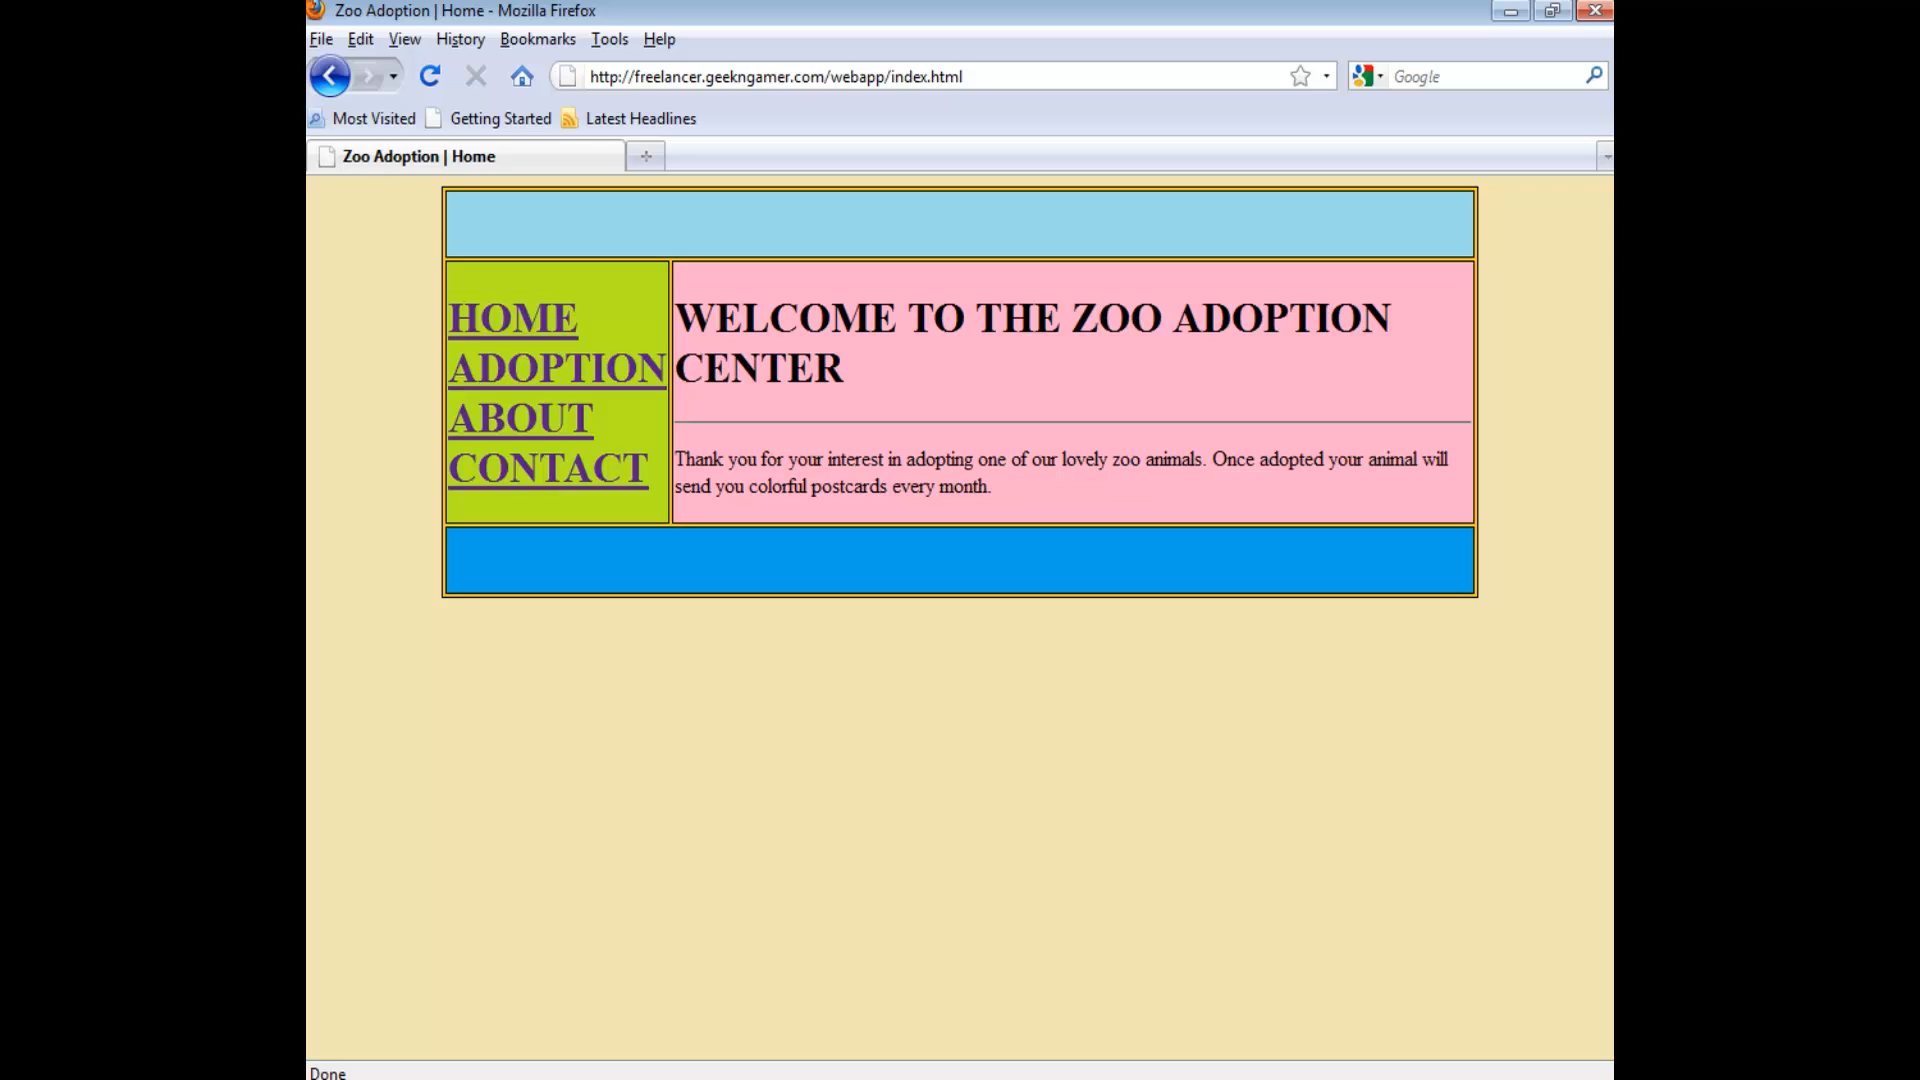 Zoo Adoption | Home - Mozilla Firefox
File Edit View History Bookmarks Tools Help
http://freelancer.geekngamer.com/webapp/index.html Google
Most Visited Getting Started Latest Headlines
Zoo Adoption | Home
HOME
ADOPTION
ABOUT
CONTACT
WELCOME TO THE ZOO ADOPTION
CENTER
Thank you for your interest in adopting one of our lovely zoo animals. Once adopted your animal will
send you colorful postcards every month.
Done